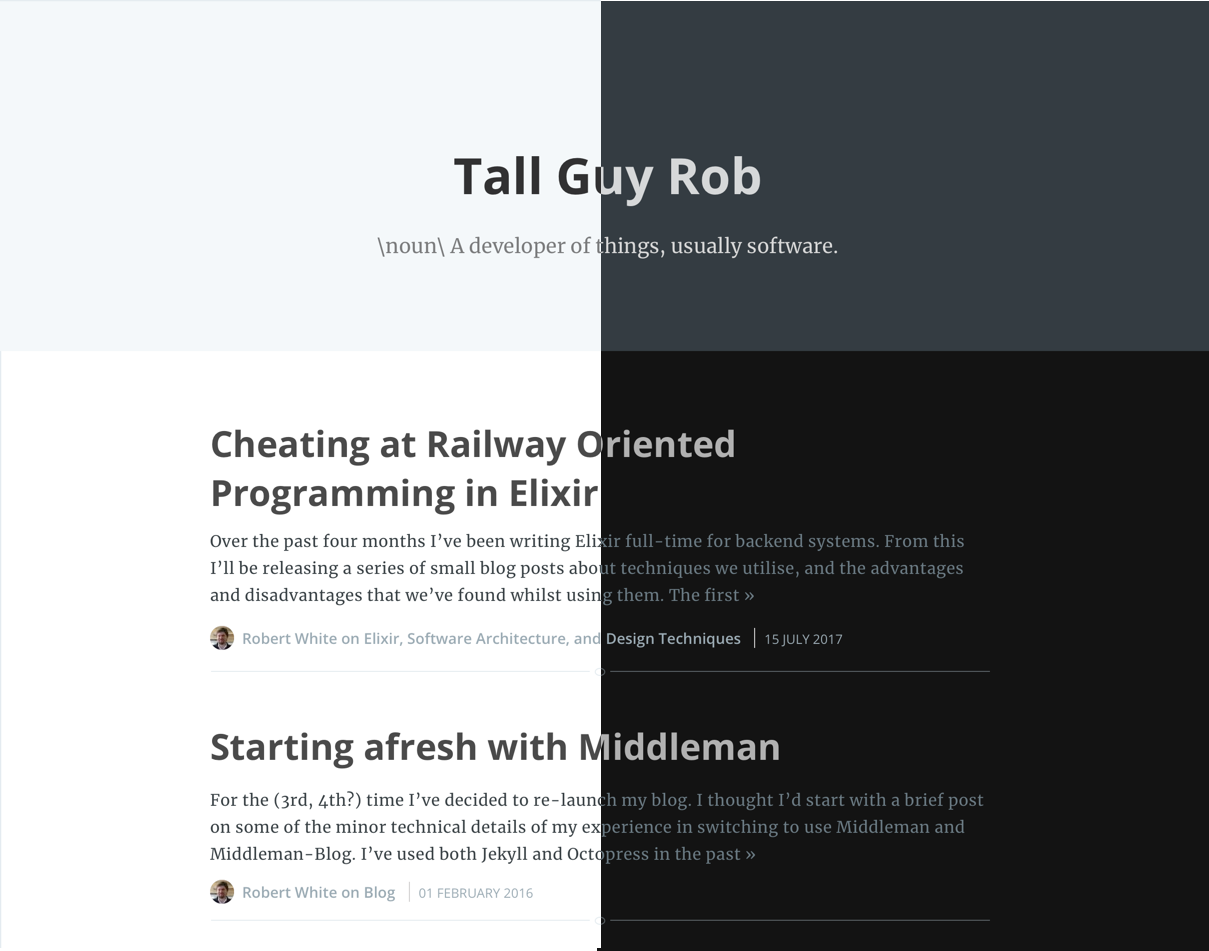 Tall Guy Rob
\noun\ A developer of things, usually software.
Cheating at Railway Oriented
Programming in Elixir
Over the past four months I’ve been writing Elixir full-time for backend systems. From this
I’ll be releasing a series of small blog posts about techniques we utilise, and the advantages
and disadvantages that we’ve found whilst using them. The first »
Robert White on Elixir, Software Architecture, and Design Techniques 15 JULY 2017
Starting afresh with Middleman
For the (3rd, 4th?) time I’ve decided to re-launch my blog. I thought I’d start with a brief post
on some of the minor technical details of my experience in switching to use Middleman and
Middleman-Blog. I’ve used both Jekyll and Octopress in the past »
Robert White on Blog 01 FEBRUARY 2016